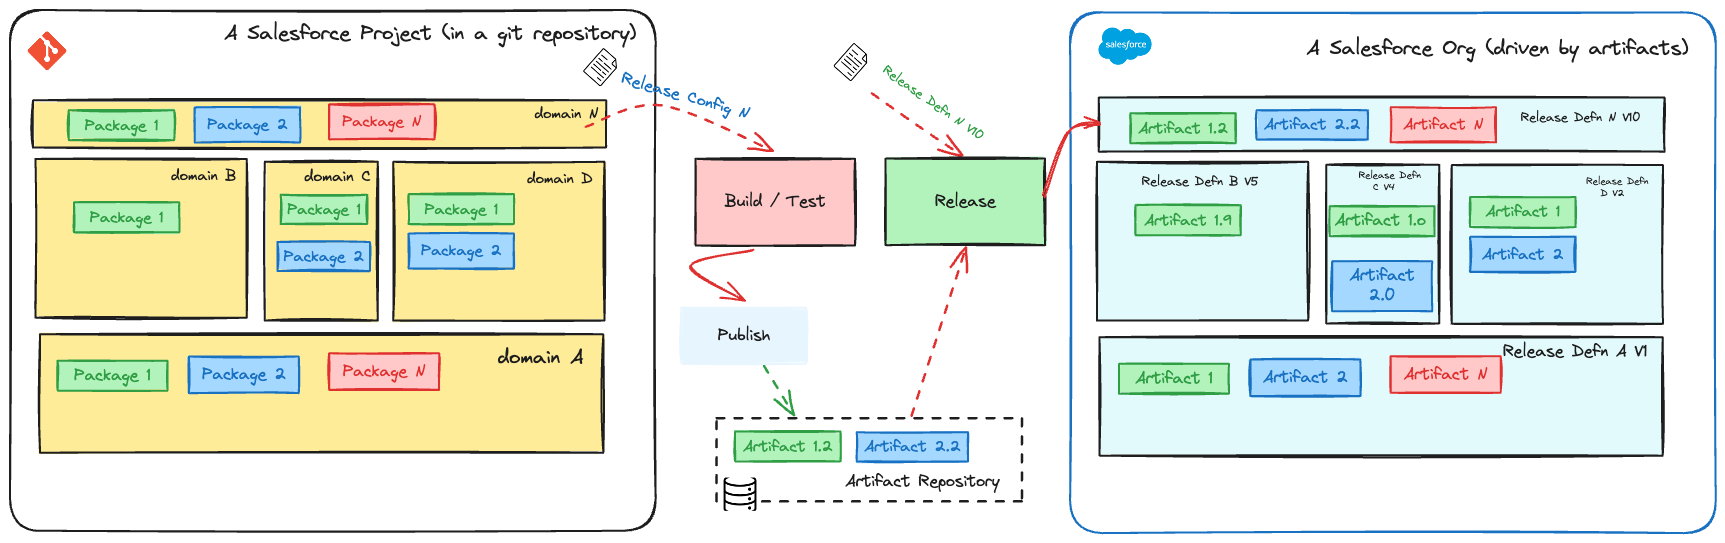 A Salesforce Project (in a git repository)
Release Config N
domain N
Package 1
Package 2
Package N
domain B
Package 1
domain C
Package 1
Package 2
domain D
Package 1
Package 2
domain A
Package 1
Package 2
Package N
Build / Test
Publish
Release Defn N V10
Release
Artifact 1.2
Artifact 2.2
Artifact Repository
salesforce
A Salesforce Org (driven by artifacts)
Artifact 1.2
Artifact 2.2
Artifact N
Release Defn N V10
Release Defn B V5
Artifact 1.9
Release Defn
C V4
Artifact 1.0
Artifact
2.0
Release Defn
D V2
Artifact 1
Artifact 2
Release Defn A V1
Artifact 1
Artifact 2
Artifact N